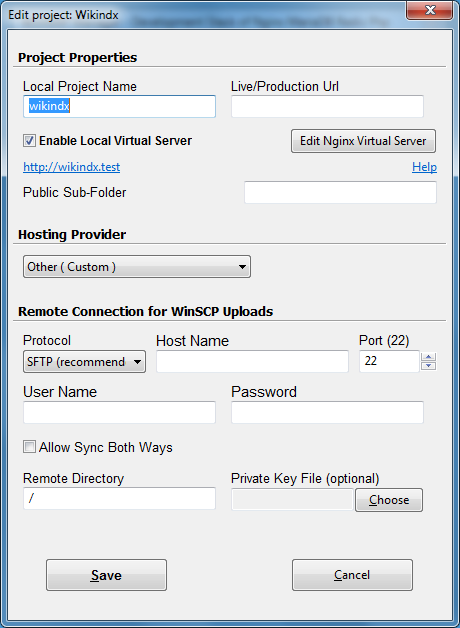 Edit project: Wikindx
Project Properties
Local Project Name Live/Production Url
wikindx
Enable Local Virtual Server Edit Nginx Virtual Server
http://wikindx.test Help
Public Sub-Folder
Hosting Provider
Other ( Custom )
Remote Connection for WinSCP Uploads
Protocol Host Name Port (22)
SFTP (recommend 22
User Name Password
Allow Sync Both Ways
Remote Directory Private Key File (optional)
/ Choose
Save Cancel